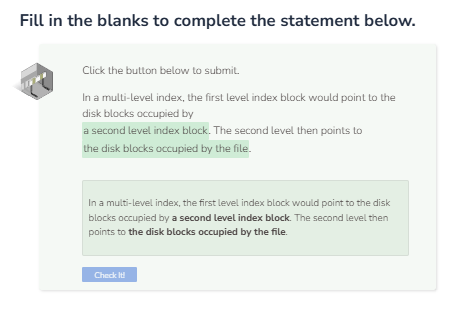 Fill in the blanks to complete the statement below.
Click the button below to submit.
In a multi-level index, the first level index block would point to the
disk blocks occupied by
a second level index block. The second level then points to
the disk blocks occupied by the file.
In a multi-level index, the first level index block would point to the disk
blocks occupied by a second level index block. The second level then
points to the disk blocks occupied by the file.
Check It!